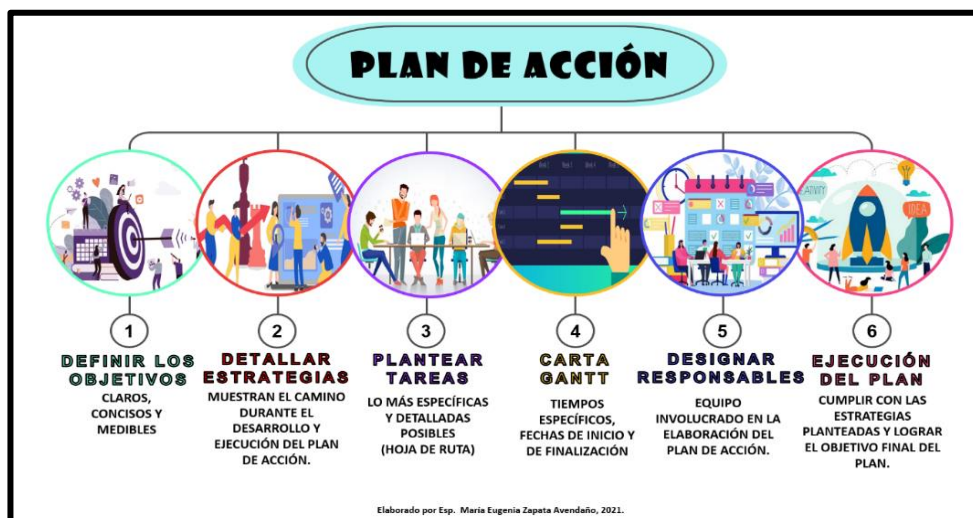 PLAN DE ACCIÓN
1
DEFINIR LOS
OBJETIVOS
CLAROS,
CONCISOS Y
MEDIBLES
2
DETALLAR
ESTRATEGIAS
MUESTRAN EL CAMINO
DURANTE EL
DESARROLLO Y
EJECUCIÓN DEL PLAN
DE ACCIÓN.
3
PLANTEAR
TAREAS
LO MÁS ESPECÍFICAS
Y DETALLADAS
POSIBLES
(HOJA DE RUTA)
4
CARTA
GANTT
TIEMPOS
ESPECÍFICOS,
FECHAS DE INICIO Y
DE FINALIZACIÓN
5
DESIGNAR
RESPONSABLES
EQUIPO
INVOLUCRADO EN LA
ELABORACIÓN DEL
PLAN DE ACCIÓN.
IDEA
6
EJECUCIÓN
DEL PLAN
CUMPLIR CON LAS
ESTRATEGIAS
PLANTEADAS Y LOGRAR
EL OBJETIVO FINAL DEL
PLAN.
Elaborado por Esp. María Eugenia Zapata Avendaño, 2021.